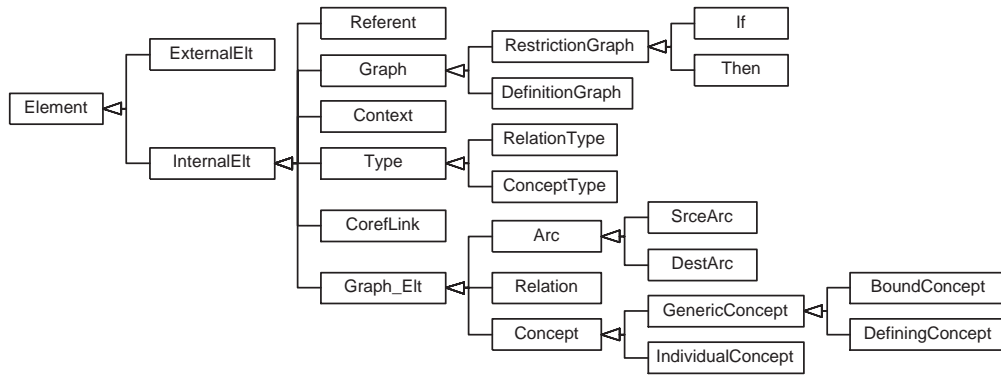 Element
ExternalElt
InternalElt
Referent
Graph
Context
Type
CorefLink
Graph_Elt
RestrictionGraph
DefinitionGraph
RelationType
ConceptType
Arc
Relation
Concept
If
Then
SrceArc
DestArc
GenericConcept
IndividualConcept
BoundConcept
DefiningConcept